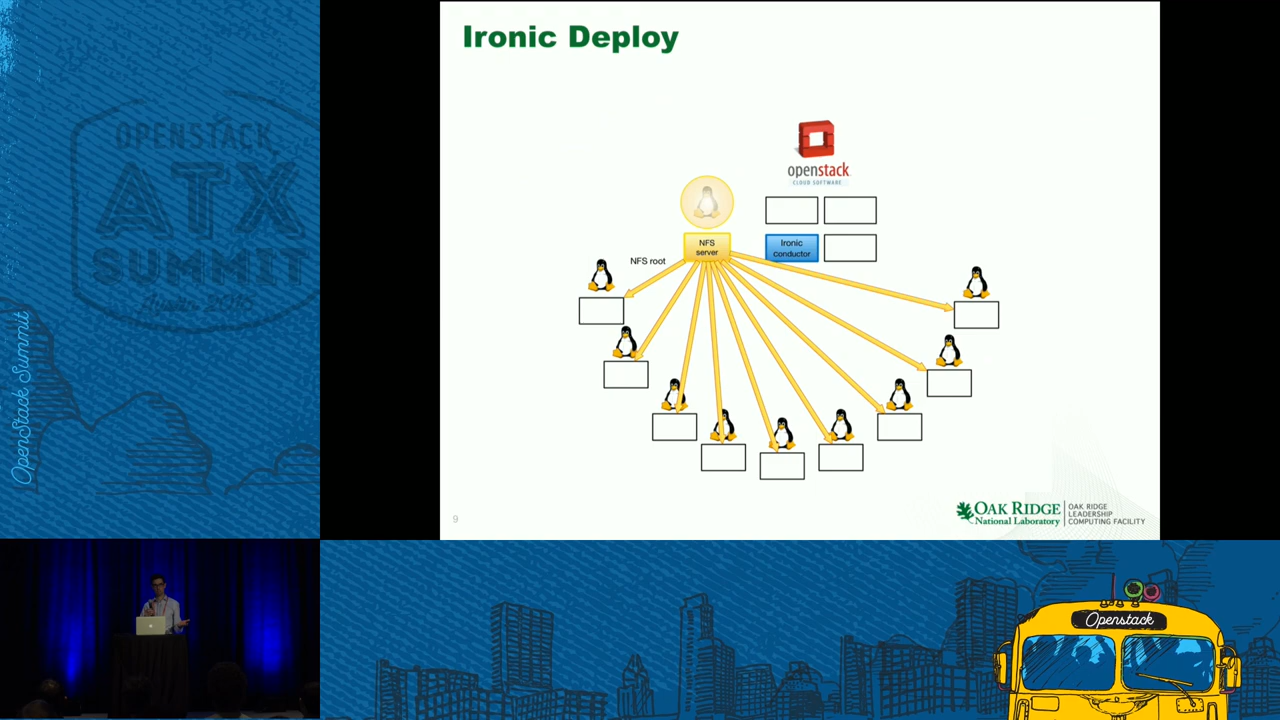 Ironic Deploy
openstack
CLOUD SOFTWARE
NFS
server
Ironic
conductor
NFS root
9
OAK RIDGE
National Laboratory
OAK RIDGE
LEADERSHIP
COMPUTING FACILITY
OPENSTACK
ATX
SUMMIT
OpenStack Summit
Openstack